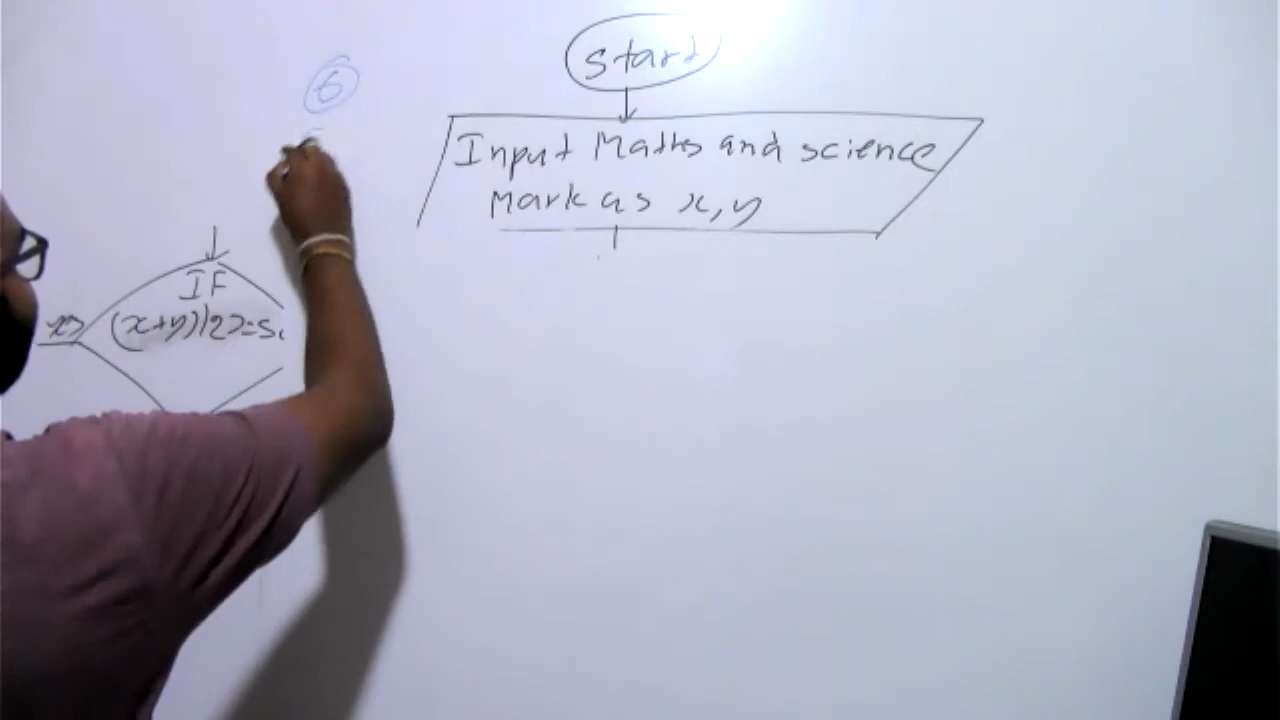 start
6
Input Maths and science
Mark as x, y
IF
(x+y)/2>=5